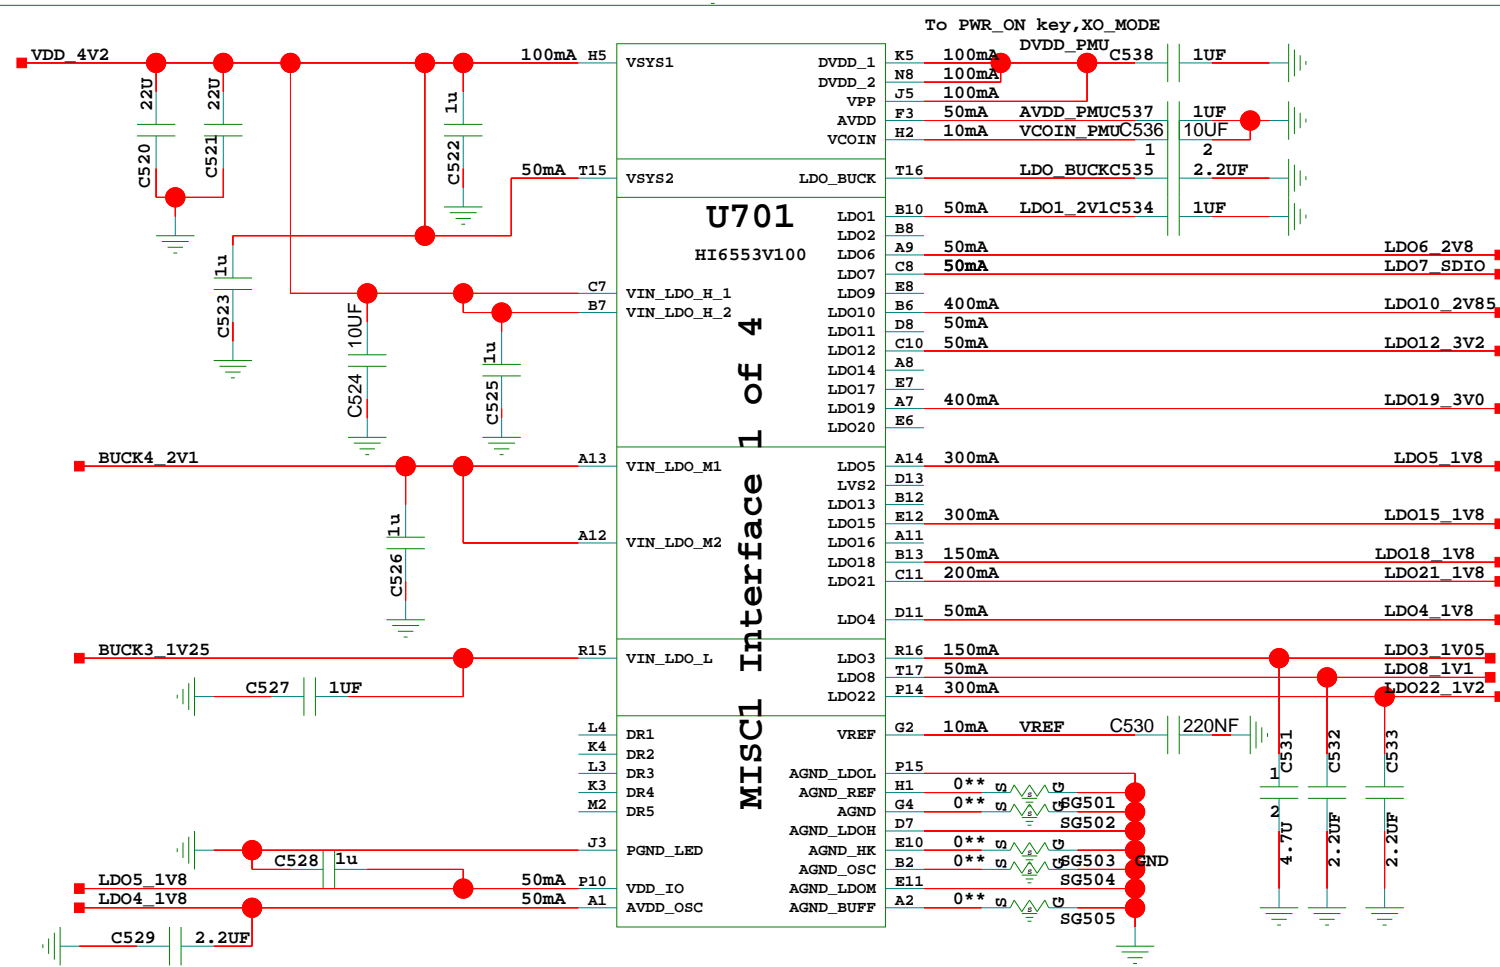 To PWR_ON key,XO_MODE
VDD_4V2 100mA H5 VSYS1 DVDD_1 K5 100mA DVDD_PMU C538 1UF
DVDD_2 N8 100mA
VPP J5 100mA
22U 22U 1u AVDD F3 50mA AVDD_PMU C537 1UF
VCOIN H2 10mA VCOIN_PMU C536 10UF
1 2
C520 C521 C522
50mA T15 VSYS2 LDO_BUCK T16 LDO_BUCK C535 2.2UF
U701
HI6553V100
LDO1 B10 50mA LDO1_2V1 C534 1UF
LDO2 B8
LDO6 A9 50mA LDO6_2V8
LDO7 C8 50mA LDO7_SDIO
1u
C523
C7 VIN_LDO_H_1 LDO9 E8
B7 VIN_LDO_H_2 LDO10 B6 400mA LDO10_2V85
LDO11 D8 50mA
LDO12 C10 50mA LDO12_3V2
10UF
C524
1u
C525
LDO14 A8
LDO17 E7
LDO19 A7 400mA LDO19_3V0
LDO20 E6
MISC1 Interface 1 of 4
BUCK4_2V1 A13 VIN_LDO_M1 LDO5 A14 300mA LDO5_1V8
LVS2 D13
LDO13 B12
LDO15 E12 300mA LDO15_1V8
1u
C526
A12 VIN_LDO_M2 LDO16 A11
LDO18 B13 150mA LDO18_1V8
LDO21 C11 200mA LDO21_1V8
LDO4 D11 50mA LDO4_1V8
BUCK3_1V25 R15 VIN_LDO_L LDO3 R16 150mA LDO3_1V05
LDO8 T17 50mA LDO8_1V1
C527 1UF LDO22 P14 300mA LDO22_1V2
L4 DR1 VREF G2 10mA VREF C530 220NF
K4 DR2
L3 DR3 AGND_LDOL P15
K3 DR4 AGND_REF H1 0** S G SG501
M2 DR5 AGND G4 0** S G SG502
AGND_LDOH D7
1 C531 2 4.7U
C532 2.2UF
C533 2.2UF
J3 PGND_LED AGND_HK E10 0** S G SG503 GND
C528 1u AGND_OSC B2 0** S G SG504
LDO5_1V8 50mA P10 VDD_IO AGND_LDOM E11
LDO4_1V8 50mA A1 AVDD_OSC AGND_BUFF A2 0** S G SG505
C529 2.2UF